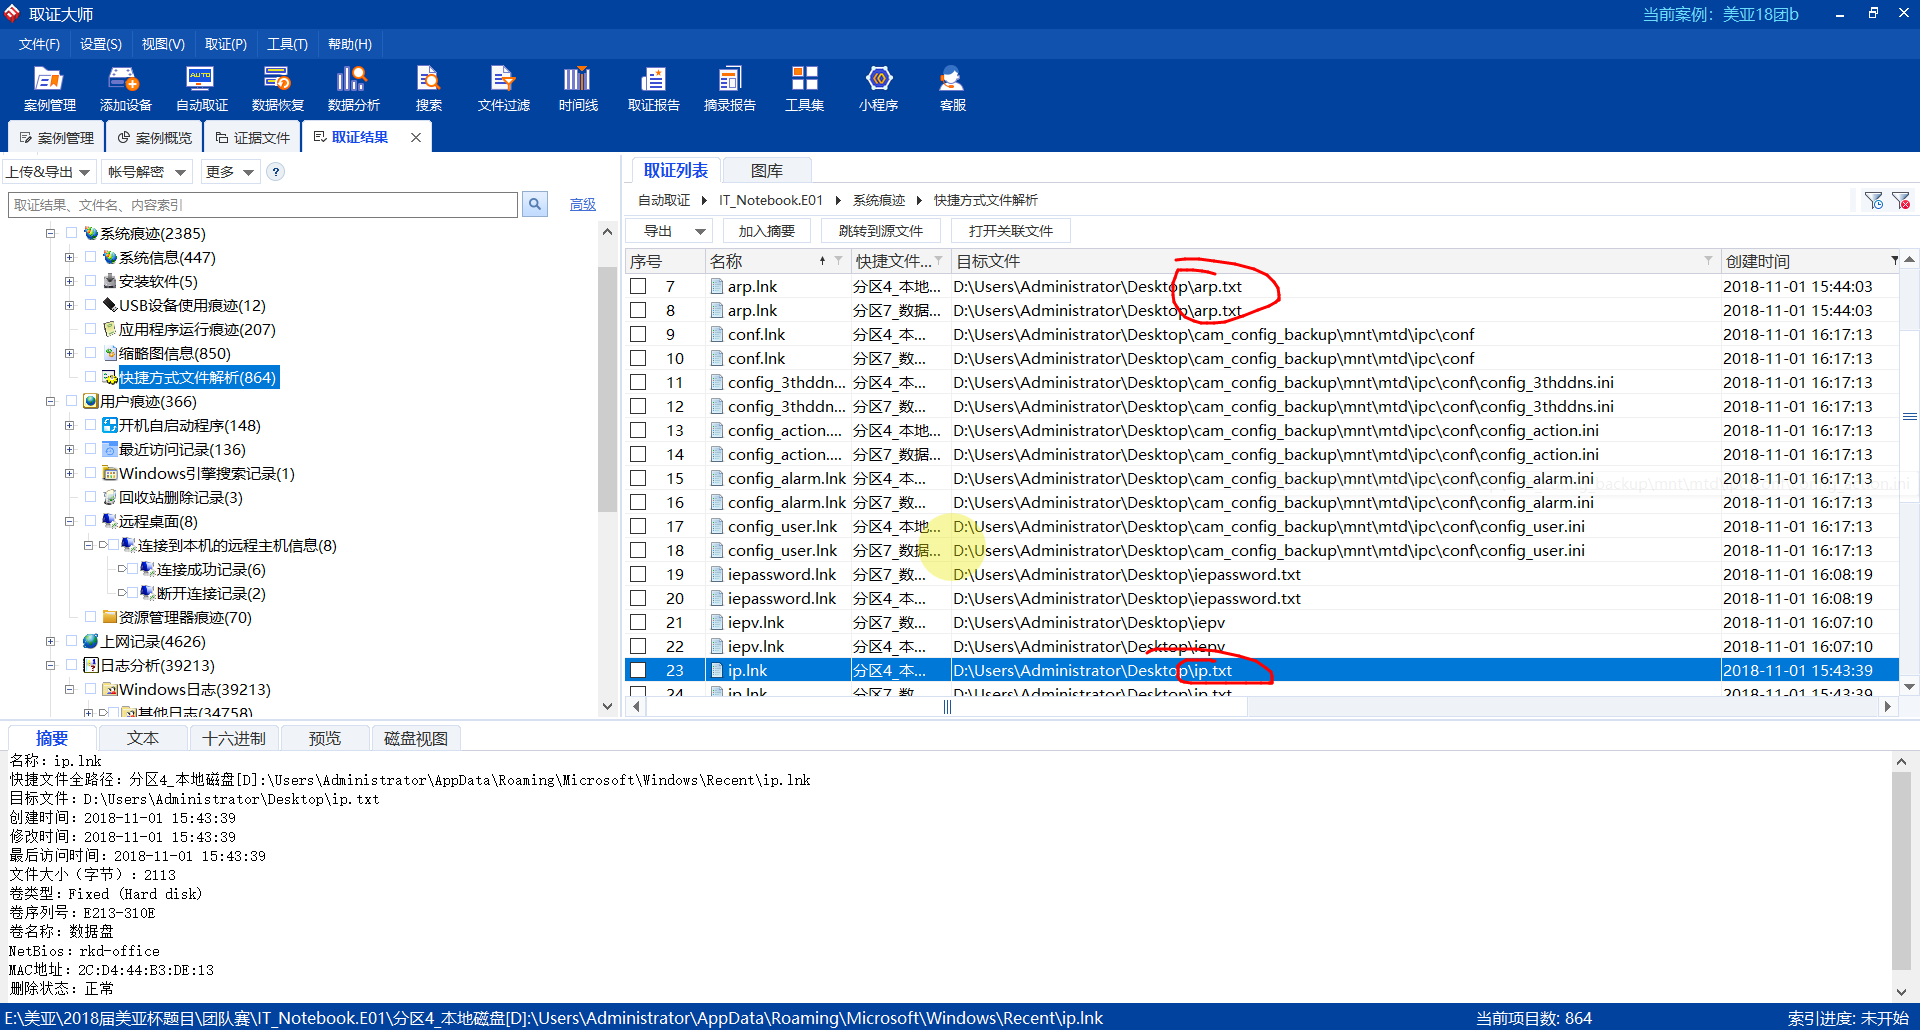 取证大师
当前案例：美亚18团b
文件(F) 设置(S) 视图(V) 取证(P) 工具(T) 帮助(H)
AUTO
案例管理 添加设备 自动取证 数据恢复 数据分析 搜索 文件过滤 时间线 取证报告 摘录报告 工具集 小程序 客服
案例管理 案例概览 证据文件 取证结果
上传&导出 帐号解密 更多 ?
取证结果、文件名、内容索引 高级
系统痕迹(2385)
系统信息(447)
安装软件(5)
USB设备使用痕迹(12)
应用程序运行痕迹(207)
缩略图信息(850)
快捷方式文件解析(864)
用户痕迹(366)
开机自启动程序(148)
最近访问记录(136)
Windows引擎搜索记录(1)
回收站删除记录(3)
远程桌面(8)
连接到本机的远程主机信息(8)
连接成功记录(6)
断开连接记录(2)
资源管理器痕迹(70)
上网记录(4626)
日志分析(39213)
Windows日志(39213)
其他日志(34758)
取证列表 图库
自动取证 IT_Notebook.E01 系统痕迹 快捷方式文件解析
导出 加入摘要 跳转到源文件 打开关联文件
序号 名称 快捷文件... 目标文件 创建时间
7 arp.lnk 分区4_本地... D:\Users\Administrator\Desktop\arp.txt 2018-11-01 15:44:03
8 arp.lnk 分区7_数据... D:\Users\Administrator\Desktop\arp.txt 2018-11-01 15:44:03
9 conf.lnk 分区4_本... D:\Users\Administrator\Desktop\cam_config_backup\mnt\mtd\ipc\conf 2018-11-01 16:17:13
10 conf.lnk 分区7_数... D:\Users\Administrator\Desktop\cam_config_backup\mnt\mtd\ipc\conf 2018-11-01 16:17:13
11 config_3thddn... 分区4_本... D:\Users\Administrator\Desktop\cam_config_backup\mnt\mtd\ipc\conf\config_3thddns.ini 2018-11-01 16:17:13
12 config_3thddn... 分区7_数... D:\Users\Administrator\Desktop\cam_config_backup\mnt\mtd\ipc\conf\config_3thddns.ini 2018-11-01 16:17:13
13 config_action.... 分区4_本地... D:\Users\Administrator\Desktop\cam_config_backup\mnt\mtd\ipc\conf\config_action.ini 2018-11-01 16:17:13
14 config_action.... 分区7_数据... D:\Users\Administrator\Desktop\cam_config_backup\mnt\mtd\ipc\conf\config_action.ini 2018-11-01 16:17:13
15 config_alarm.lnk 分区4_本... D:\Users\Administrator\Desktop\cam_config_backup\mnt\mtd\ipc\conf\config_alarm.ini 2018-11-01 16:17:13
16 config_alarm.lnk 分区7_数... D:\Users\Administrator\Desktop\cam_config_backup\mnt\mtd\ipc\conf\config_alarm.ini 2018-11-01 16:17:13
17 config_user.lnk 分区4_本地... D:\Users\Administrator\Desktop\cam_config_backup\mnt\mtd\ipc\conf\config_user.ini 2018-11-01 16:17:13
18 config_user.lnk 分区7_数据... D:\Users\Administrator\Desktop\cam_config_backup\mnt\mtd\ipc\conf\config_user.ini 2018-11-01 16:17:13
19 iepassword.lnk 分区7_数... D:\Users\Administrator\Desktop\iepassword.txt 2018-11-01 16:08:19
20 iepassword.lnk 分区4_本... D:\Users\Administrator\Desktop\iepassword.txt 2018-11-01 16:08:19
21 iepv.lnk 分区7_数... D:\Users\Administrator\Desktop\iepv 2018-11-01 16:07:10
22 iepv.lnk 分区4_本... D:\Users\Administrator\Desktop\iepv 2018-11-01 16:07:10
23 ip.lnk 分区4_本... D:\Users\Administrator\Desktop\ip.txt 2018-11-01 15:43:39
24 ip.lnk 分区7_数... D:\Users\Administrator\Desktop\ip.txt 2018-11-01 15:43:39
摘要 文本 十六进制 预览 磁盘视图
名称：ip.lnk
快捷文件全路径：分区4_本地磁盘[D]:\Users\Administrator\AppData\Roaming\Microsoft\Windows\Recent\ip.lnk
目标文件：D:\Users\Administrator\Desktop\ip.txt
创建时间：2018-11-01 15:43:39
修改时间：2018-11-01 15:43:39
最后访问时间：2018-11-01 15:43:39
文件大小（字节）：2113
卷类型：Fixed (Hard disk)
卷序列号：E213-310E
卷名称：数据盘
NetBios：rkd-office
MAC地址：2C:D4:44:B3:DE:13
删除状态：正常
E:\美亚\2018届美亚杯题目\团队赛\IT_Notebook.E01\分区4_本地磁盘[D]:\Users\Administrator\AppData\Roaming\Microsoft\Windows\Recent\ip.lnk 当前项目数: 864 索引进度: 未开始